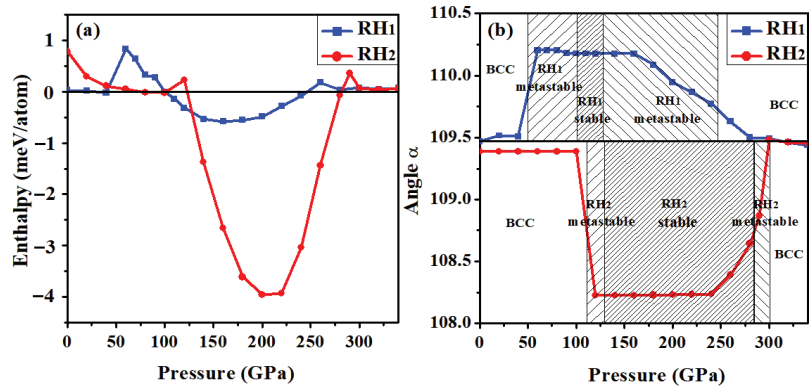 (a)
RH1
RH2
1
0
−1
−2
−3
−4
0 50 100 150 200 250 300
Enthalpy (meV/atom)
Pressure (GPa)
(b)
RH1
RH2
110.5
110.0
109.5
109.0
108.5
108.0
BCC
RH1
metastable
RH1
stable
RH1
metastable
BCC
BCC
RH2
metastable
RH2
stable
RH2
metastable
BCC
0 50 100 150 200 250 300
Angle α
Pressure (GPa)